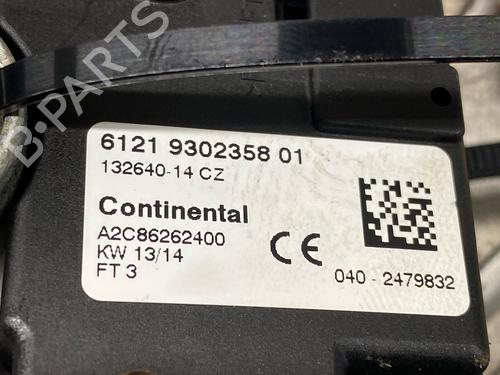 6121 9302358 01
132640-14 CZ
Continental
A2C86262400
KW 13/14
FT 3
CE
040 - 2479832
B-PARTS